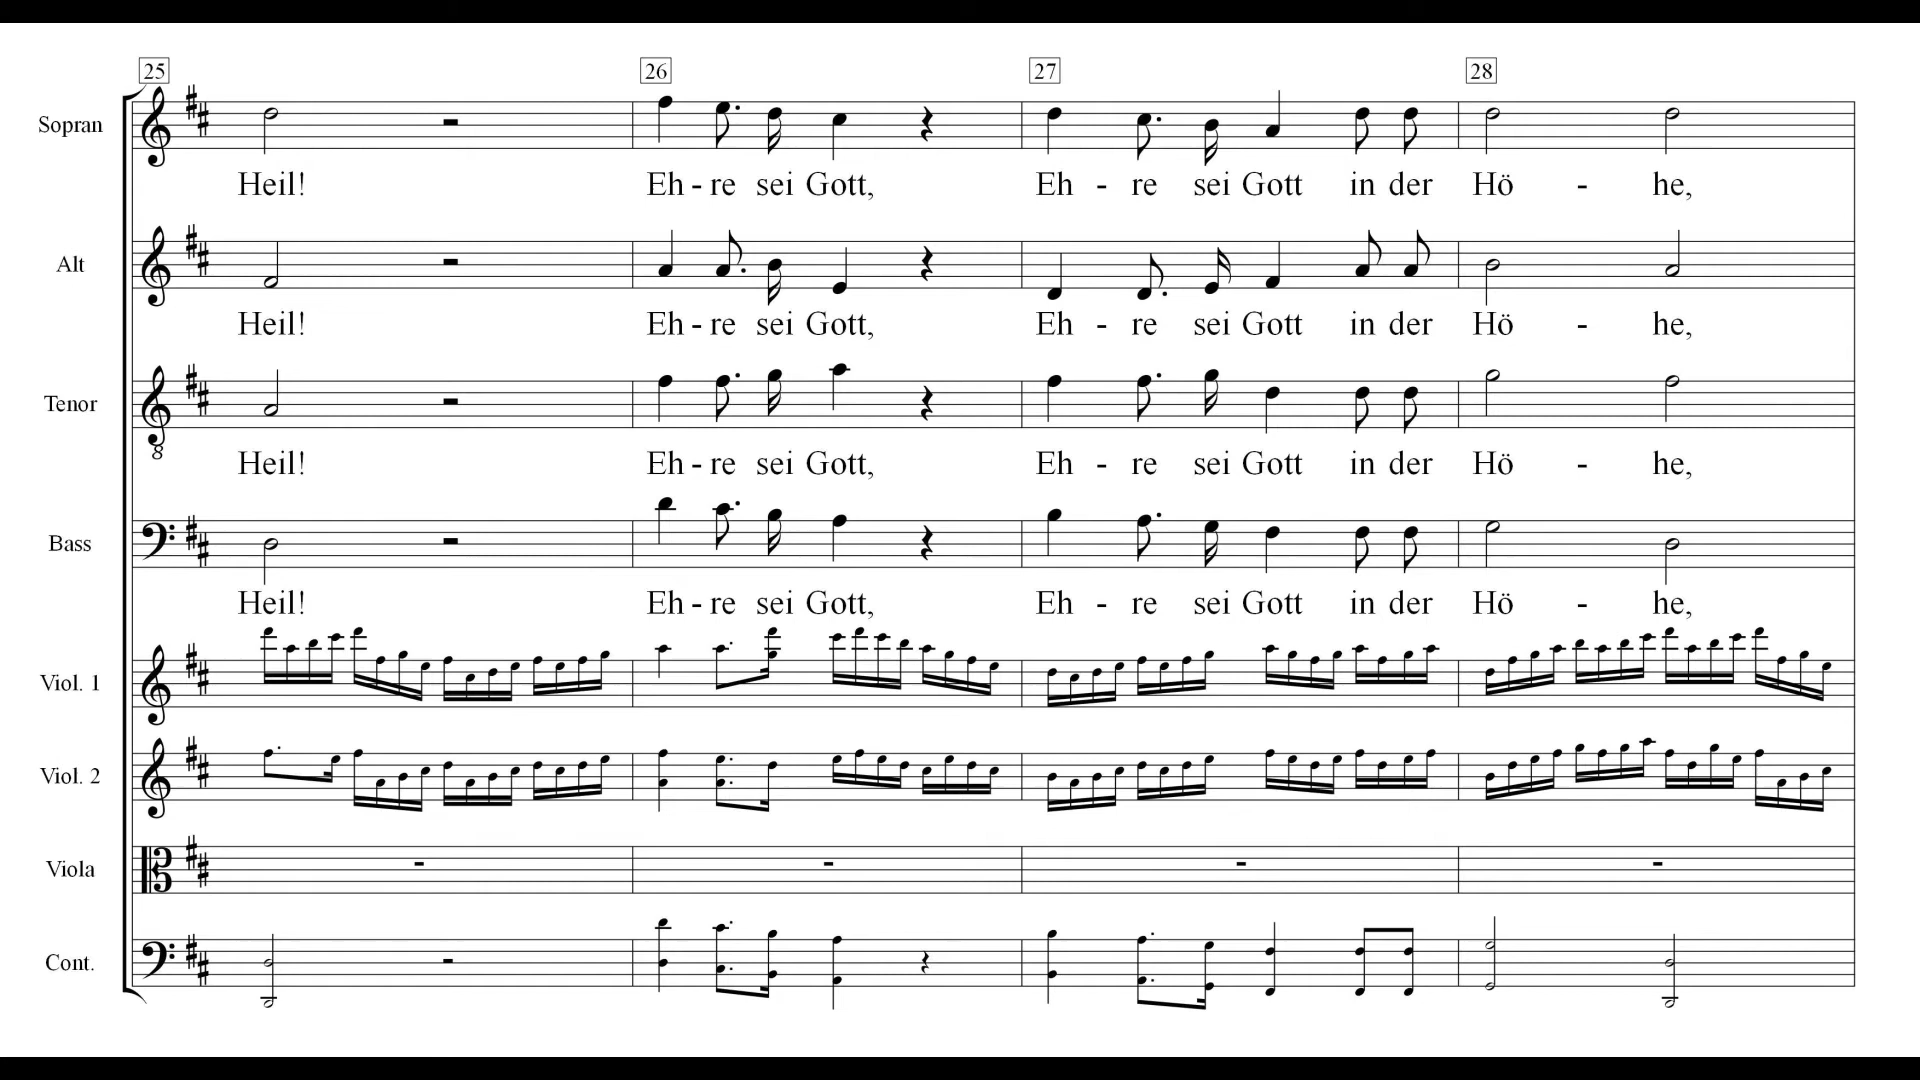 25 26 27 28
Sopran
Heil! Eh - re sei Gott, Eh - re sei Gott in der Hö - he,
Alt
Heil! Eh - re sei Gott, Eh - re sei Gott in der Hö - he,
Tenor
8
Heil! Eh - re sei Gott, Eh - re sei Gott in der Hö - he,
Bass
Heil! Eh - re sei Gott, Eh - re sei Gott in der Hö - he,
Viol. 1
Viol. 2
Viola
Cont.